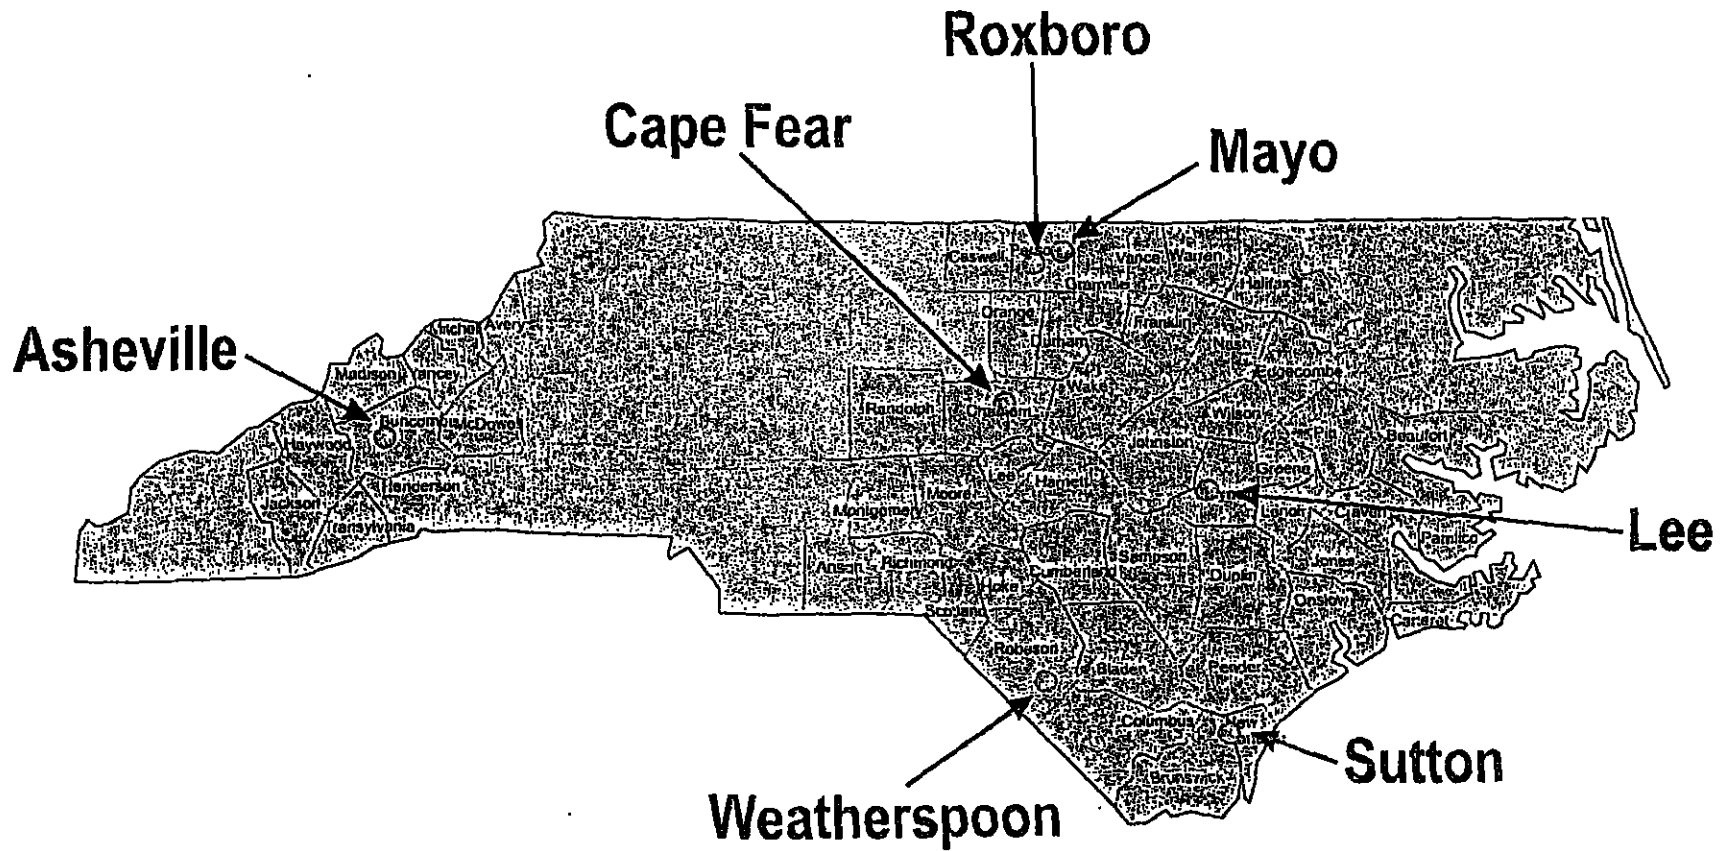 Roxboro
Cape Fear
Mayo
Caswell
Vance
Warren
Granville
Halifax
Orange
Franklin
Mitchell
Avery
Asheville
Durham
Nash
Madison
Yancey
Edgecombe
Wake
Randolph
Chatham
Wilson
Buncombe
McDowell
Haywood
Johnston
Pitt
Beaufort
Greene
Henderson
Lee
Harnett
Jackson
Moore
Montgomery
Lenoir
Craven
Transylvania
Lee
Pamlico
Sampson
Anson
Richmond
Cumberland
Duplin
Jones
Hoke
Onslow
Scotland
Carteret
Robeson
Bladen
Pender
Columbus
New
Sutton
Brunswick
Weatherspoon